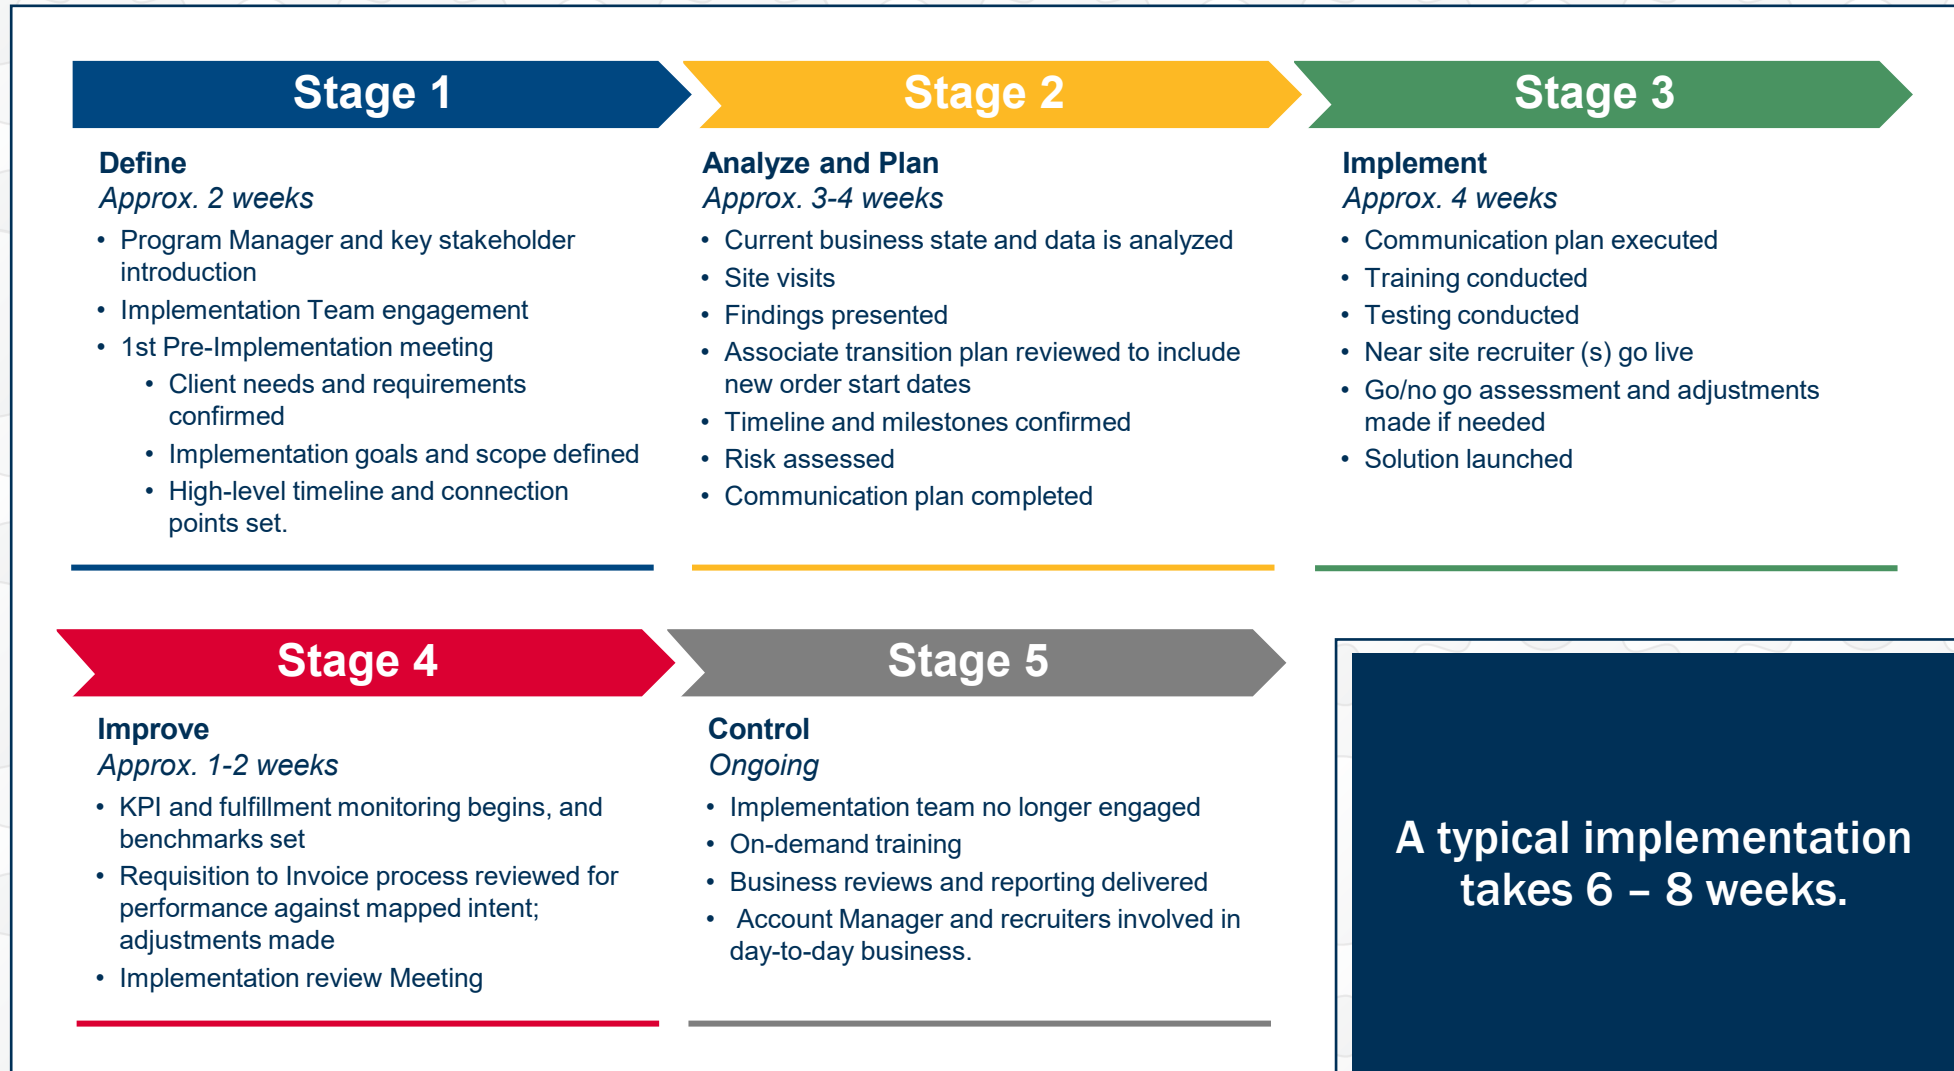 Stage 1
Define
Approx. 2 weeks
• Program Manager and key stakeholder
introduction
• Implementation Team engagement
• 1st Pre-Implementation meeting
• Client needs and requirements
confirmed
• Implementation goals and scope defined
• High-level timeline and connection
points set.
Stage 2
Analyze and Plan
Approx. 3-4 weeks
• Current business state and data is analyzed
• Site visits
• Findings presented
• Associate transition plan reviewed to include
new order start dates
• Timeline and milestones confirmed
• Risk assessed
• Communication plan completed
Stage 3
Implement
Approx. 4 weeks
• Communication plan executed
• Training conducted
• Testing conducted
• Near site recruiter (s) go live
• Go/no go assessment and adjustments
made if needed
• Solution launched
Stage 4
Improve
Approx. 1-2 weeks
• KPI and fulfillment monitoring begins, and
benchmarks set
• Requisition to Invoice process reviewed for
performance against mapped intent;
adjustments made
• Implementation review Meeting
Stage 5
Control
Ongoing
• Implementation team no longer engaged
• On-demand training
• Business reviews and reporting delivered
• Account Manager and recruiters involved in
day-to-day business.
A typical implementation
takes 6 – 8 weeks.